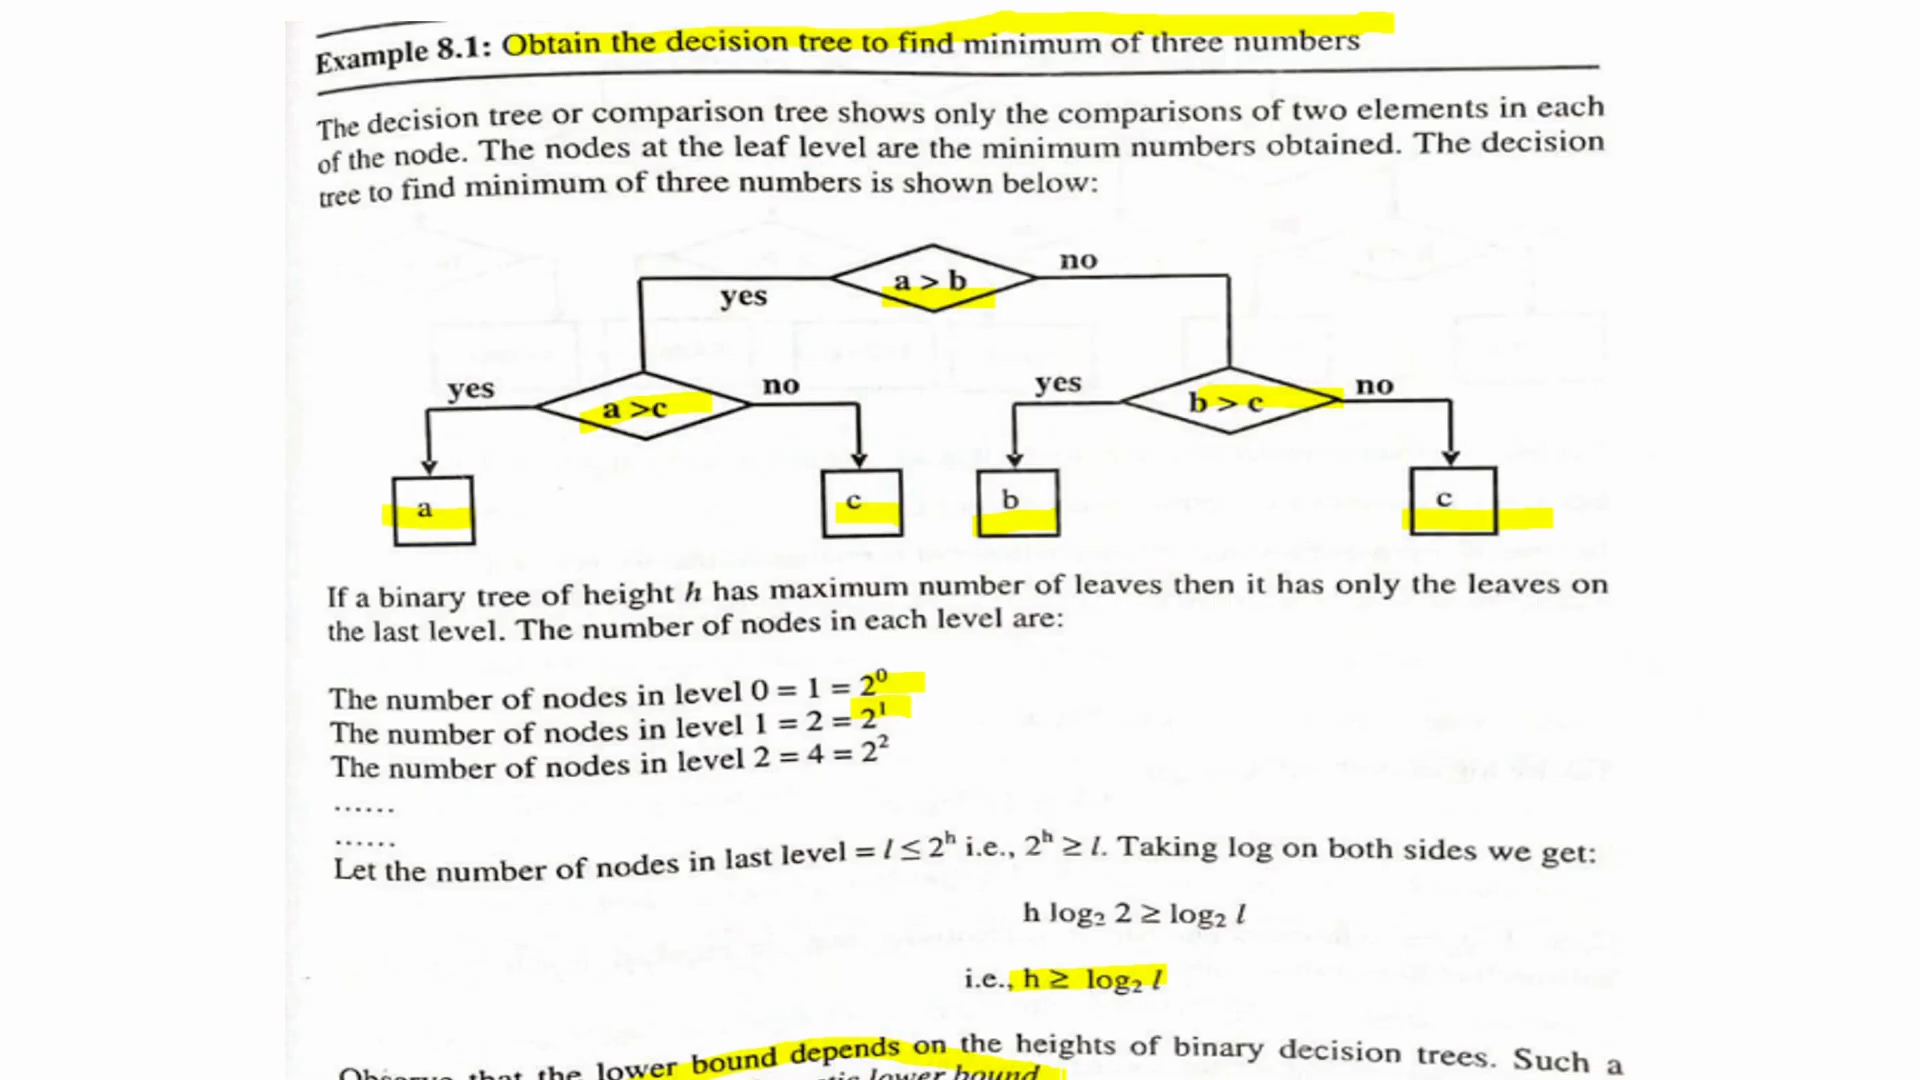 Example 8.1: Obtain the decision tree to find minimum of three numbers
The decision tree or comparison tree shows only the comparisons of two elements in each
of the node. The nodes at the leaf level are the minimum numbers obtained. The decision
tree to find minimum of three numbers is shown below:
a > b
no
yes
yes
a >c
no
yes
b > c
no
a
c
b
c
If a binary tree of height h has maximum number of leaves then it has only the leaves on
the last level. The number of nodes in each level are:
The number of nodes in level 0 = 1 = 2⁰
The number of nodes in level 1 = 2 = 2¹
The number of nodes in level 2 = 4 = 2²
......
......
Let the number of nodes in last level = l ≤ 2ʰ i.e., 2ʰ ≥ l. Taking log on both sides we get:
h log₂ 2 ≥ log₂ l
i.e., h ≥ log₂ l
Observe that the lower bound depends on the heights of binary decision trees. Such a
lower bound